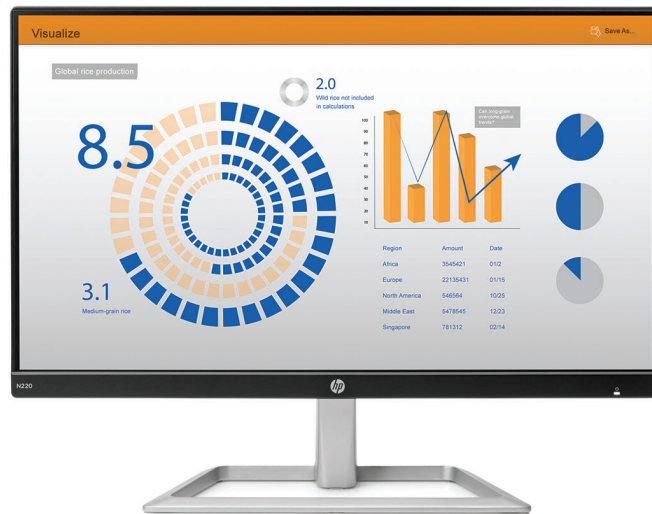 Visualize
Save As...
Global rice production
2.0
Wild rice not included
in calculations
8.5
3.1
Medium-grain rice
Can long-grain
overcome global
trends?
100
90
80
70
60
50
40
30
20
10
Region Amount Date
Africa 3545421 01/2
Europe 22135431 01/15
North America 546564 10/25
Middle East 5478545 12/23
Singapore 781312 02/14
N220
hp